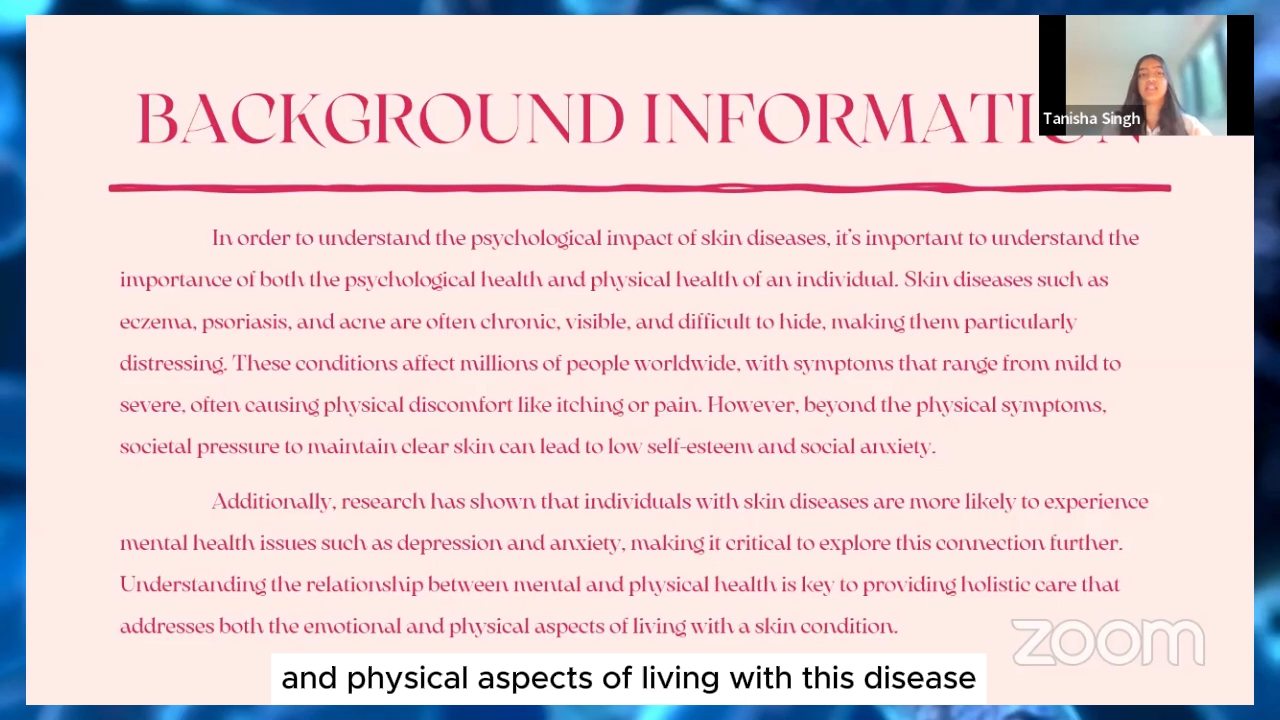 BACKGROUND INFORMATION
Tanisha Singh
In order to understand the psychological impact of skin diseases, it's important to understand the
importance of both the psychological health and physical health of an individual. Skin diseases such as
eczema, psoriasis, and acne are often chronic, visible, and difficult to hide, making them particularly
distressing. These conditions affect millions of people worldwide, with symptoms that range from mild to
severe, often causing physical discomfort like itching or pain. However, beyond the physical symptoms,
societal pressure to maintain clear skin can lead to low self-esteem and social anxiety.
Additionally, research has shown that individuals with skin diseases are more likely to experience
mental health issues such as depression and anxiety, making it critical to explore this connection further.
Understanding the relationship between mental and physical health is key to providing holistic care that
addresses both the emotional and physical aspects of living with a skin condition.
zoom
and physical aspects of living with this disease